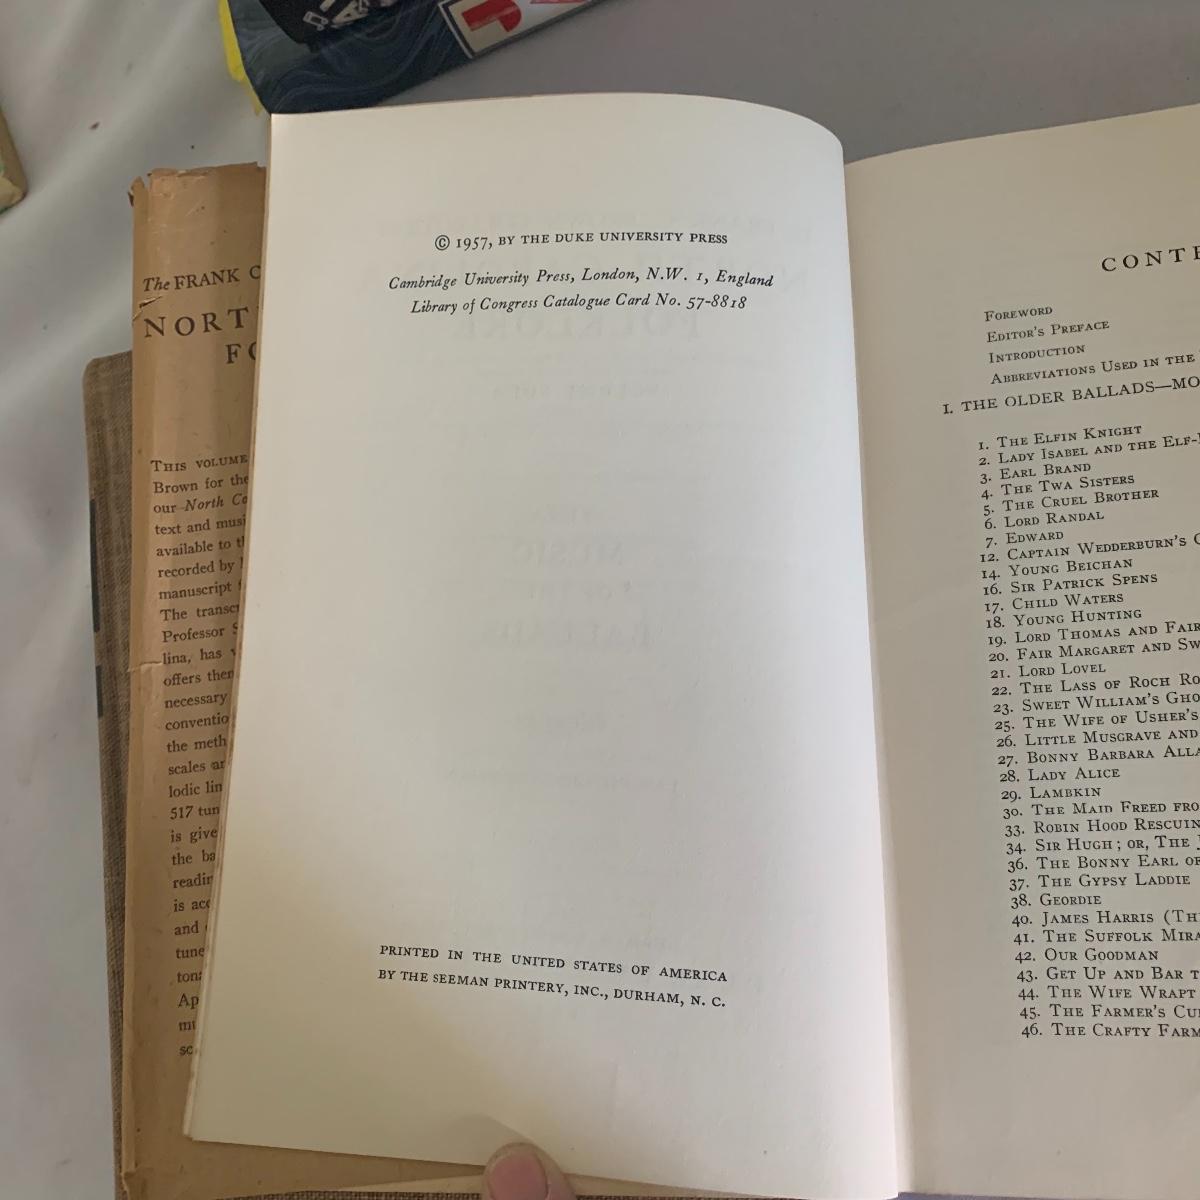 The FRANK C
NORT
FO
THIS VOLUME
Brown for the
our North Ca
text and musi
available to t
recorded by
manuscript
The transc
Professor S
lina, has
offers then
necessary
conventio
the meth
scales ar
lodic lin
517 tun
is give
the ba
readin
is acc
and
tune
ton
Ap
mu
sc
© 1957, BY THE DUKE UNIVERSITY PRESS
Cambridge University Press, London, N.W. 1, England
Library of Congress Catalogue Card No. 57-8818
PRINTED IN THE UNITED STATES OF AMERICA
BY THE SEEMAN PRINTERY, INC., DURHAM, N. C.
CONTE
FOREWORD
EDITOR'S PREFACE
INTRODUCTION
ABBREVIATIONS USED IN THE
I. THE OLDER BALLADS—MO
1. THE ELFIN KNIGHT
2. LADY ISABEL AND THE ELF-
3. EARL BRAND
4. THE TWA SISTERS
5. THE CRUEL BROTHER
6. LORD RANDAL
7. EDWARD
12. CAPTAIN WEDDERBURN'S C
14. YOUNG BEICHAN
16. SIR PATRICK SPENS
17. CHILD WATERS
18. YOUNG HUNTING
19. LORD THOMAS AND FAIR
20. FAIR MARGARET AND SW
21. LORD LOVEL
22. THE LASS OF ROCH RO
23. SWEET WILLIAM'S GHO
25. THE WIFE OF USHER'S
26. LITTLE MUSGRAVE AND
27. BONNY BARBARA ALLA
28. LADY ALICE
29. LAMBKIN
30. THE MAID FREED FRO
33. ROBIN HOOD RESCUIN
34. SIR HUGH; OR, THE J
36. THE BONNY EARL OF
37. THE GYPSY LADDIE
38. GEORDIE
40. JAMES HARRIS (TH
41. THE SUFFOLK MIRA
42. OUR GOODMAN
43. GET UP AND BAR T
44. THE WIFE WRAPT
45. THE FARMER'S CU
46. THE CRAFTY FARM